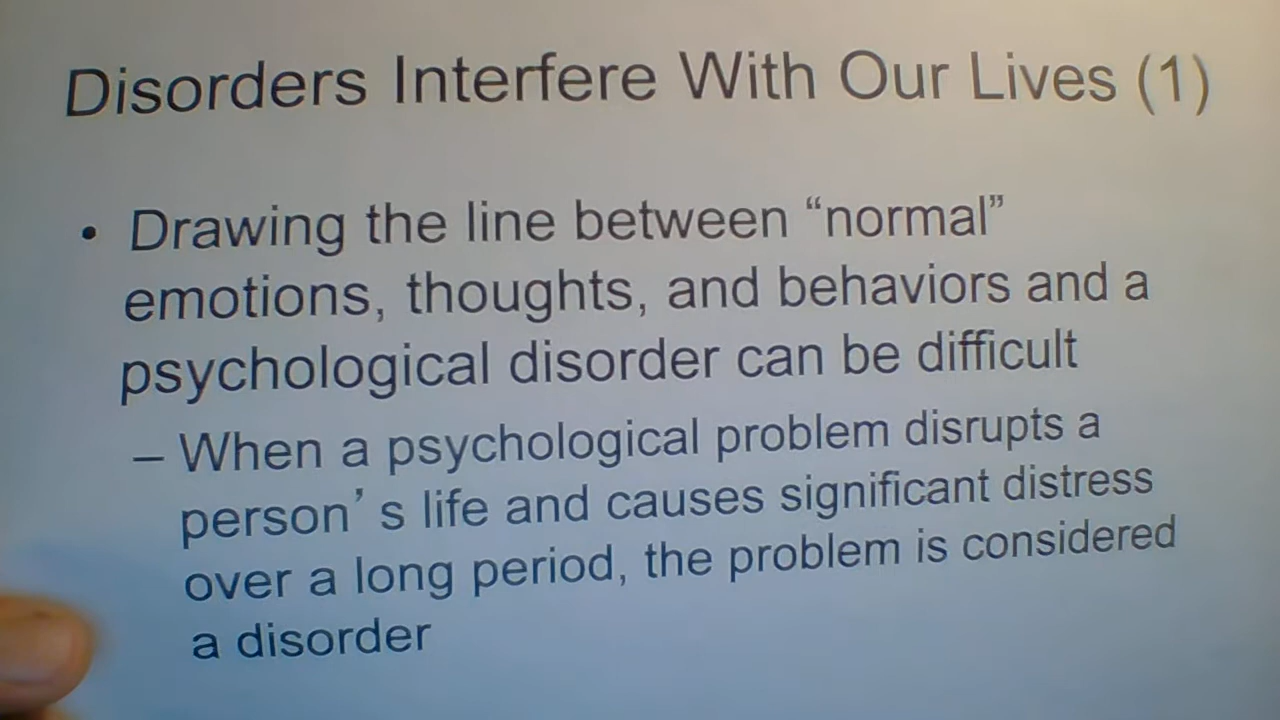 Disorders Interfere With Our Lives (1)
• Drawing the line between “normal”
emotions, thoughts, and behaviors and a
psychological disorder can be difficult
– When a psychological problem disrupts a
person’ s life and causes significant distress
over a long period, the problem is considered
a disorder